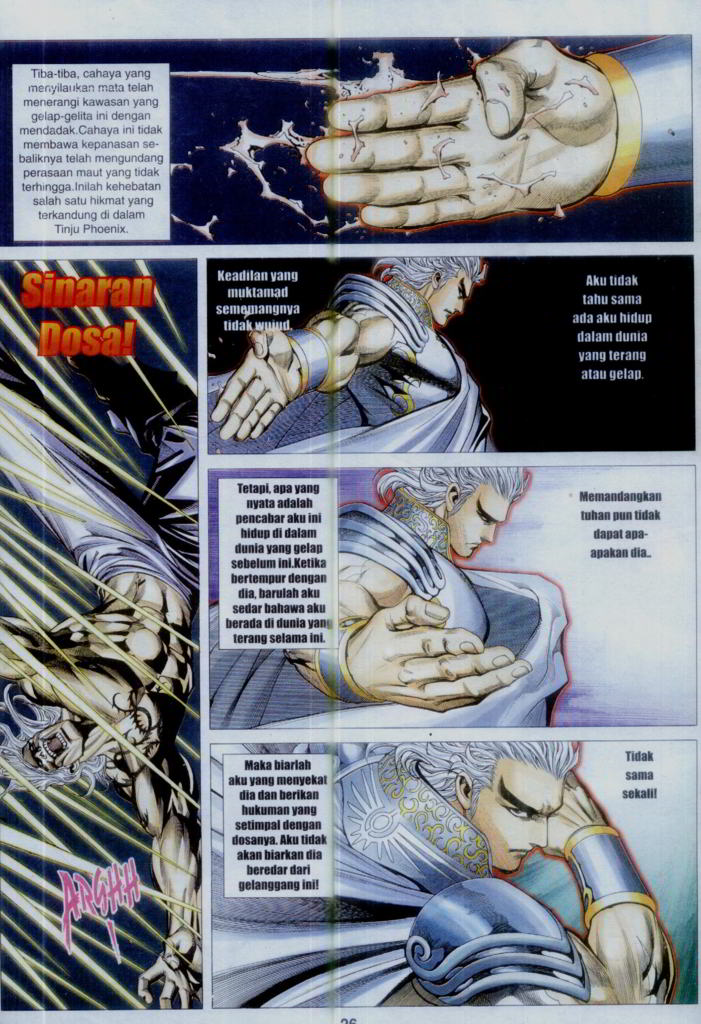 Tiba-tiba, cahaya yang
menyilaukan mata telah
menerangi kawasan yang
gelap-gelita ini dengan
mendadak.Cahaya ini tidak
membawa kepanasan se-
baliknya telah mengundang
perasaan maut yang tidak
terhingga.Inilah kehebatan
salah satu hikmat yang
terkandung di dalam
Tinju Phoenix.
Sinaran
Dosa!
Keadilan yang
muktamad
sememangnya
tidak wujud.
Aku tidak
tahu sama
ada aku hidup
dalam dunia
yang terang
atau gelap.
Tetapi, apa yang
nyata adalah
pencabar aku ini
hidup di dalam
dunia yang gelap
sebelum ini.Ketika
bertempur dengan
dia, barulah aku
sedar bahawa aku
berada di dunia yang
terang selama ini.
Memandangkan
tuhan pun tidak
dapat apa-
apakan dia..
Maka biarlah
aku yang menyekat
dia dan berikan
hukuman yang
setimpal dengan
dosanya. Aku tidak
akan biarkan dia
beredar dari
gelanggang ini!
Tidak
sama
sekali!
ARGHH
!
26